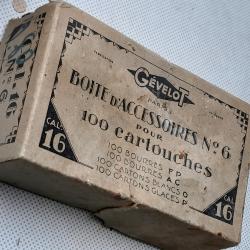 GÉVELOT
PARIS
BOITE D'ACCESSOIRES No 6
POUR
100 cartouches
100 BOURRES F P
100 BOURRES A C O
100 CARTONS BLANCS O
100 CARTONS GLACÉS P
CAL. 16
CAL. 16